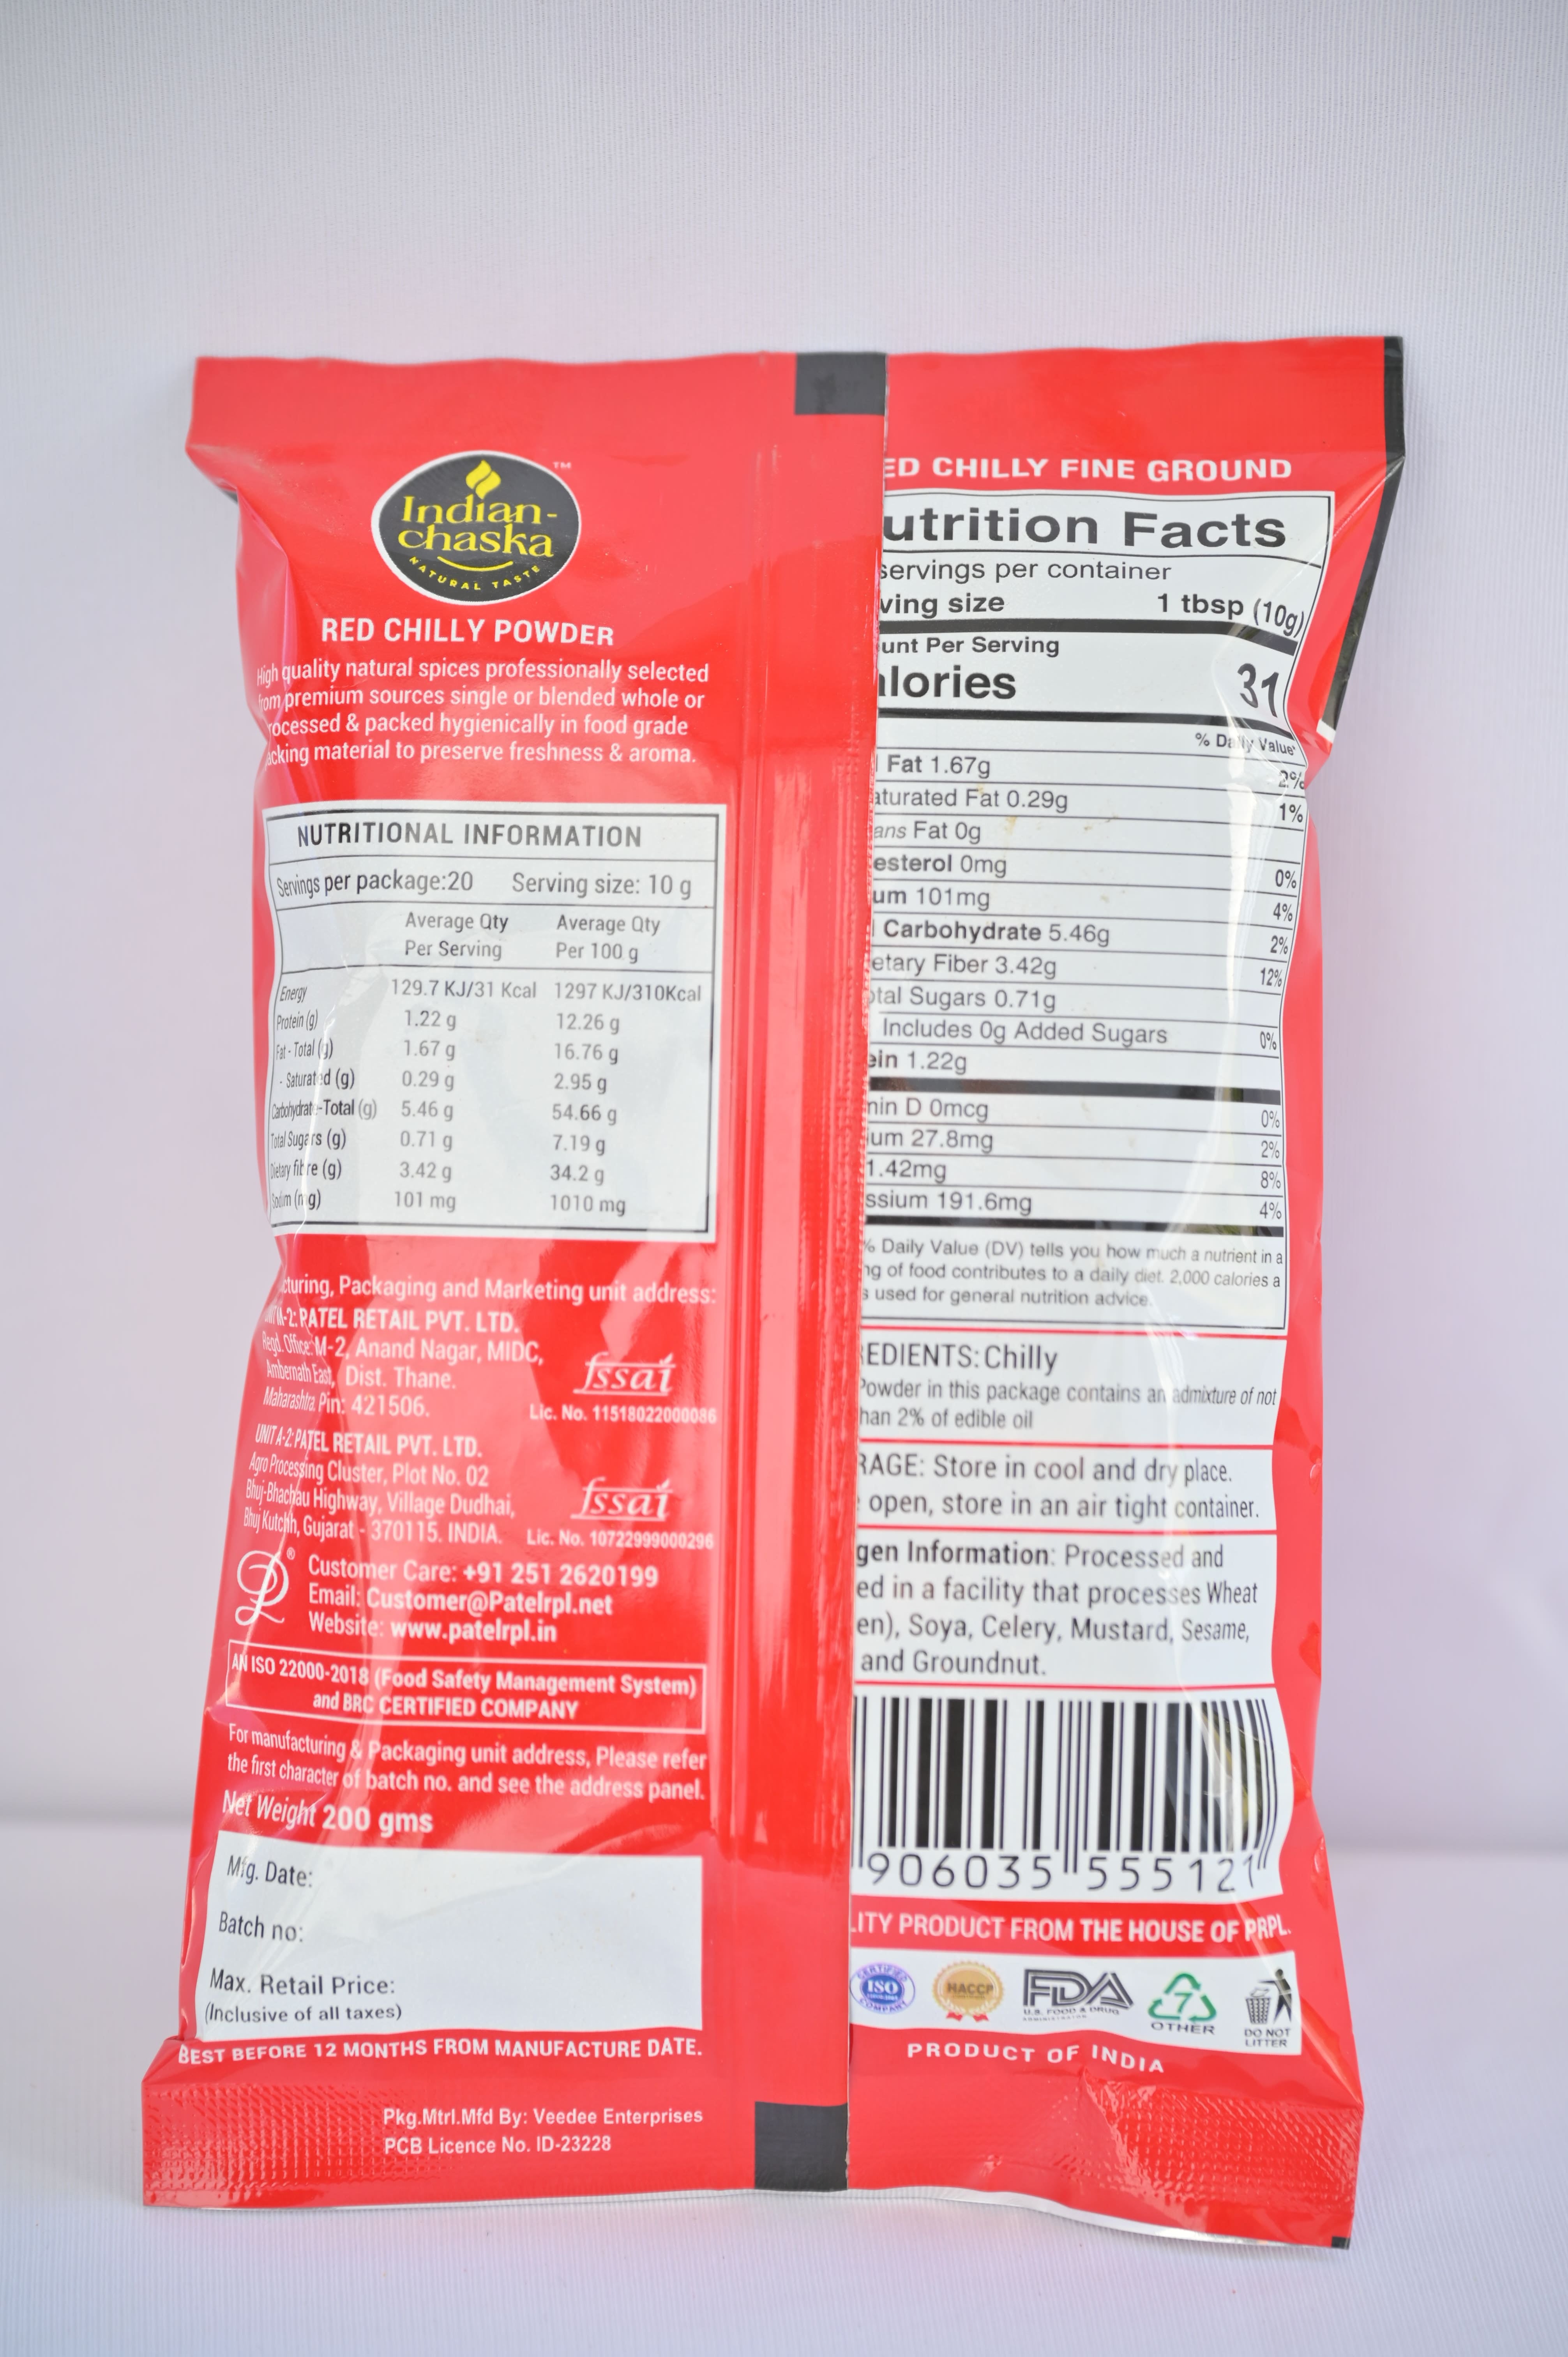 Indian-
chaska
NATURAL TASTE
TM
RED CHILLY POWDER
High quality natural spices professionally selected
from premium sources single or blended whole or
ocessed & packed hygienically in food grade
acking material to preserve freshness & aroma.
NUTRITIONAL INFORMATION
Servings per package:20 Serving size: 10 g
Average Qty Average Qty
Per Serving Per 100 g
Energy 129.7 KJ/31 Kcal 1297 KJ/310Kcal
Protein (g) 1.22 g 12.26 g
Fat - Total (g) 1.67 g 16.76 g
- Saturated (g) 0.29 g 2.95 g
Carbohydrate-Total (g) 5.46 g 54.66 g
Total Sugars (g) 0.71 g 7.19 g
Dietary fibre (g) 3.42 g 34.2 g
Sodium (mg) 101 mg 1010 mg
cturing, Packaging and Marketing unit address:
UNIT M-2: PATEL RETAIL PVT. LTD.
Regd. Office: M-2, Anand Nagar, MIDC,
Ambernath East, Dist. Thane.
Maharashtra. Pin: 421506.
fssai
Lic. No. 11518022000086
UNIT A-2: PATEL RETAIL PVT. LTD.
Agro Processing Cluster, Plot No. 02
Bhuj-Bhachau Highway, Village Dudhai,
Bhuj Kutchh, Gujarat - 370115. INDIA.
fssai
Lic. No. 10722999000296
®
Customer Care: +91 251 2620199
Email: Customer@Patelrpl.net
Website: www.patelrpl.in
AN ISO 22000-2018 (Food Safety Management System)
and BRC CERTIFIED COMPANY
For manufacturing & Packaging unit address, Please refer
the first character of batch no. and see the address panel.
Net Weight 200 gms
Mfg. Date:
Batch no:
Max. Retail Price:
(Inclusive of all taxes)
BEST BEFORE 12 MONTHS FROM MANUFACTURE DATE.
Pkg.Mtrl.Mfd By: Veedee Enterprises
PCB Licence No. ID-23228
ED CHILLY FINE GROUND
utrition Facts
servings per container
ving size 1 tbsp (10g)
unt Per Serving
alories 31
% Daily Value*
l Fat 1.67g 2%
aturated Fat 0.29g 1%
ans Fat 0g
esterol 0mg 0%
um 101mg 4%
l Carbohydrate 5.46g 2%
etary Fiber 3.42g 12%
otal Sugars 0.71g
Includes 0g Added Sugars 0%
ein 1.22g
min D 0mcg 0%
ium 27.8mg 2%
1.42mg 8%
ssium 191.6mg 4%
% Daily Value (DV) tells you how much a nutrient in a
ng of food contributes to a daily diet. 2,000 calories a
s used for general nutrition advice.
REDIENTS: Chilly
Powder in this package contains an admixture of not
han 2% of edible oil
RAGE: Store in cool and dry place.
open, store in an air tight container.
gen Information: Processed and
ed in a facility that processes Wheat
en), Soya, Celery, Mustard, Sesame,
and Groundnut.
906035 555121
LITY PRODUCT FROM THE HOUSE OF PRPL.
CERTIFIED
ISO
COMPANY
HACCP
FDA
U.S. FOOD & DRUG
ADMINISTRATION
7
OTHER
DO NOT
LITTER
PRODUCT OF INDIA